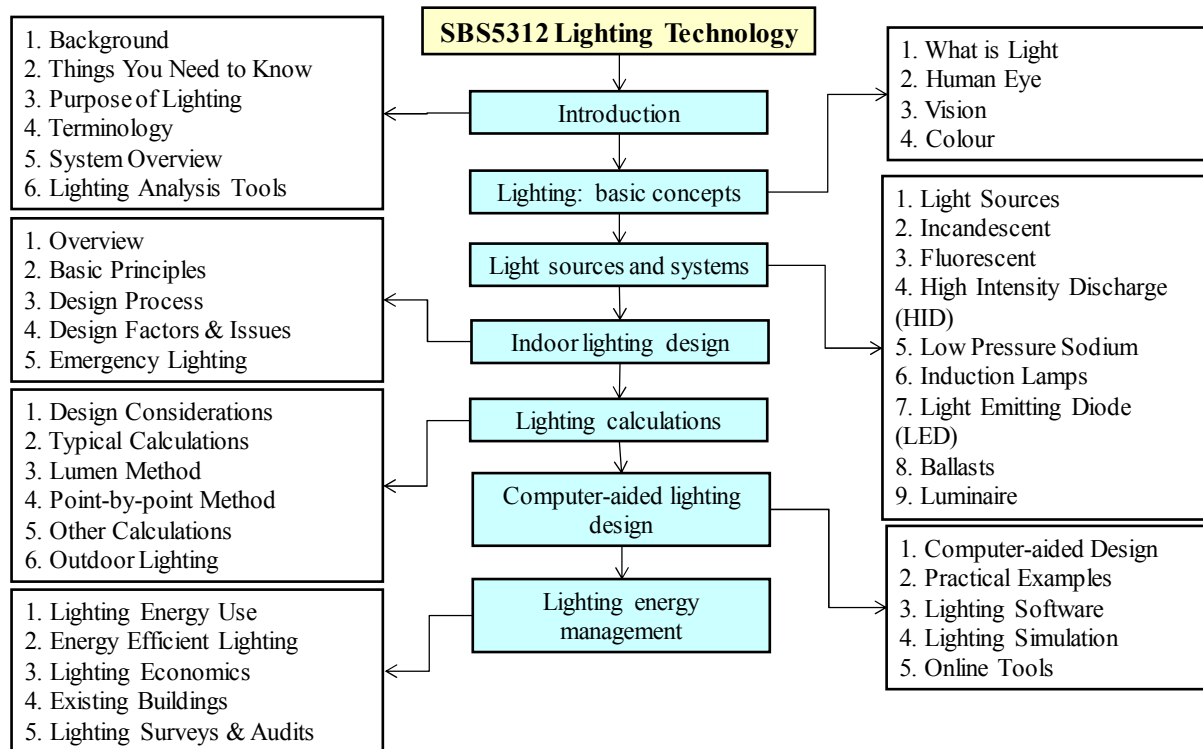 SBS5312 Lighting Technology
Introduction
Lighting: basic concepts
Light sources and systems
Indoor lighting design
Lighting calculations
Computer-aided lighting
design
Lighting energy
management
1. Background
2. Things You Need to Know
3. Purpose of Lighting
4. Terminology
5. System Overview
6. Lighting Analysis Tools
1. What is Light
2. Human Eye
3. Vision
4. Colour
1. Light Sources
2. Incandescent
3. Fluorescent
4. High Intensity Discharge
(HID)
5. Low Pressure Sodium
6. Induction Lamps
7. Light Emitting Diode
(LED)
8. Ballasts
9. Luminaire
1. Overview
2. Basic Principles
3. Design Process
4. Design Factors & Issues
5. Emergency Lighting
1. Design Considerations
2. Typical Calculations
3. Lumen Method
4. Point-by-point Method
5. Other Calculations
6. Outdoor Lighting
1. Computer-aided Design
2. Practical Examples
3. Lighting Software
4. Lighting Simulation
5. Online Tools
1. Lighting Energy Use
2. Energy Efficient Lighting
3. Lighting Economics
4. Existing Buildings
5. Lighting Surveys & Audits